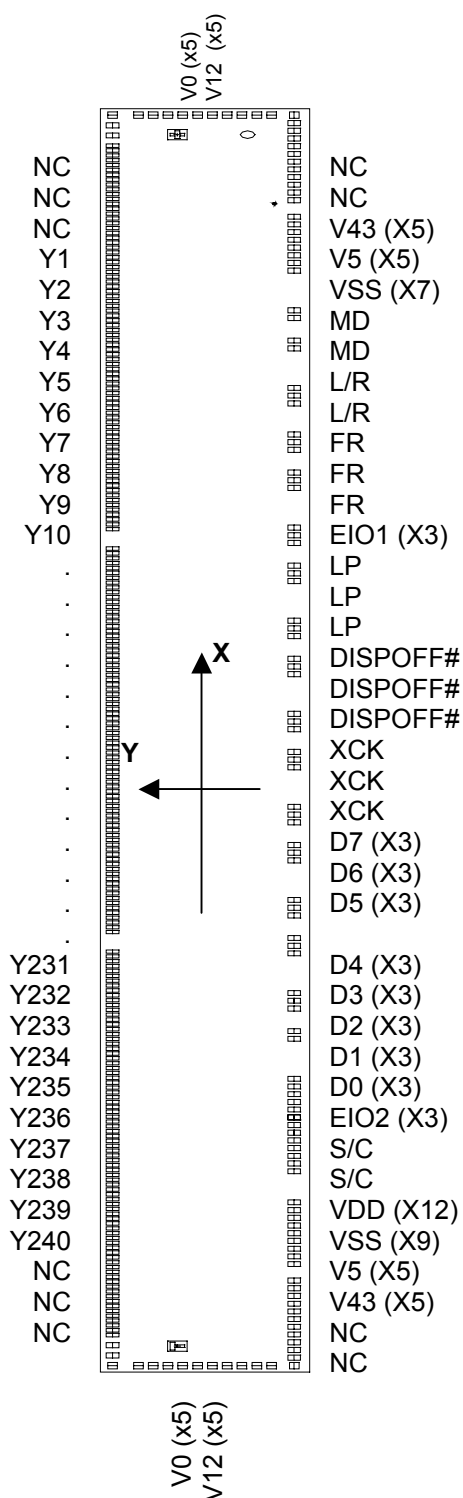 V0 (x5)
V12 (x5)
NC
NC
NC
Y1
Y2
Y3
Y4
Y5
Y6
Y7
Y8
Y9
Y10
.
.
.
.
.
.
.
.
.
.
.
.
.
Y231
Y232
Y233
Y234
Y235
Y236
Y237
Y238
Y239
Y240
NC
NC
NC
X
Y
NC
NC
V43 (X5)
V5 (X5)
VSS (X7)
MD
MD
L/R
L/R
FR
FR
FR
EIO1 (X3)
LP
LP
LP
DISPOFF#
DISPOFF#
DISPOFF#
XCK
XCK
XCK
D7 (X3)
D6 (X3)
D5 (X3)
D4 (X3)
D3 (X3)
D2 (X3)
D1 (X3)
D0 (X3)
EIO2 (X3)
S/C
S/C
VDD (X12)
VSS (X9)
V5 (X5)
V43 (X5)
NC
NC
V0 (x5)
V12 (x5)